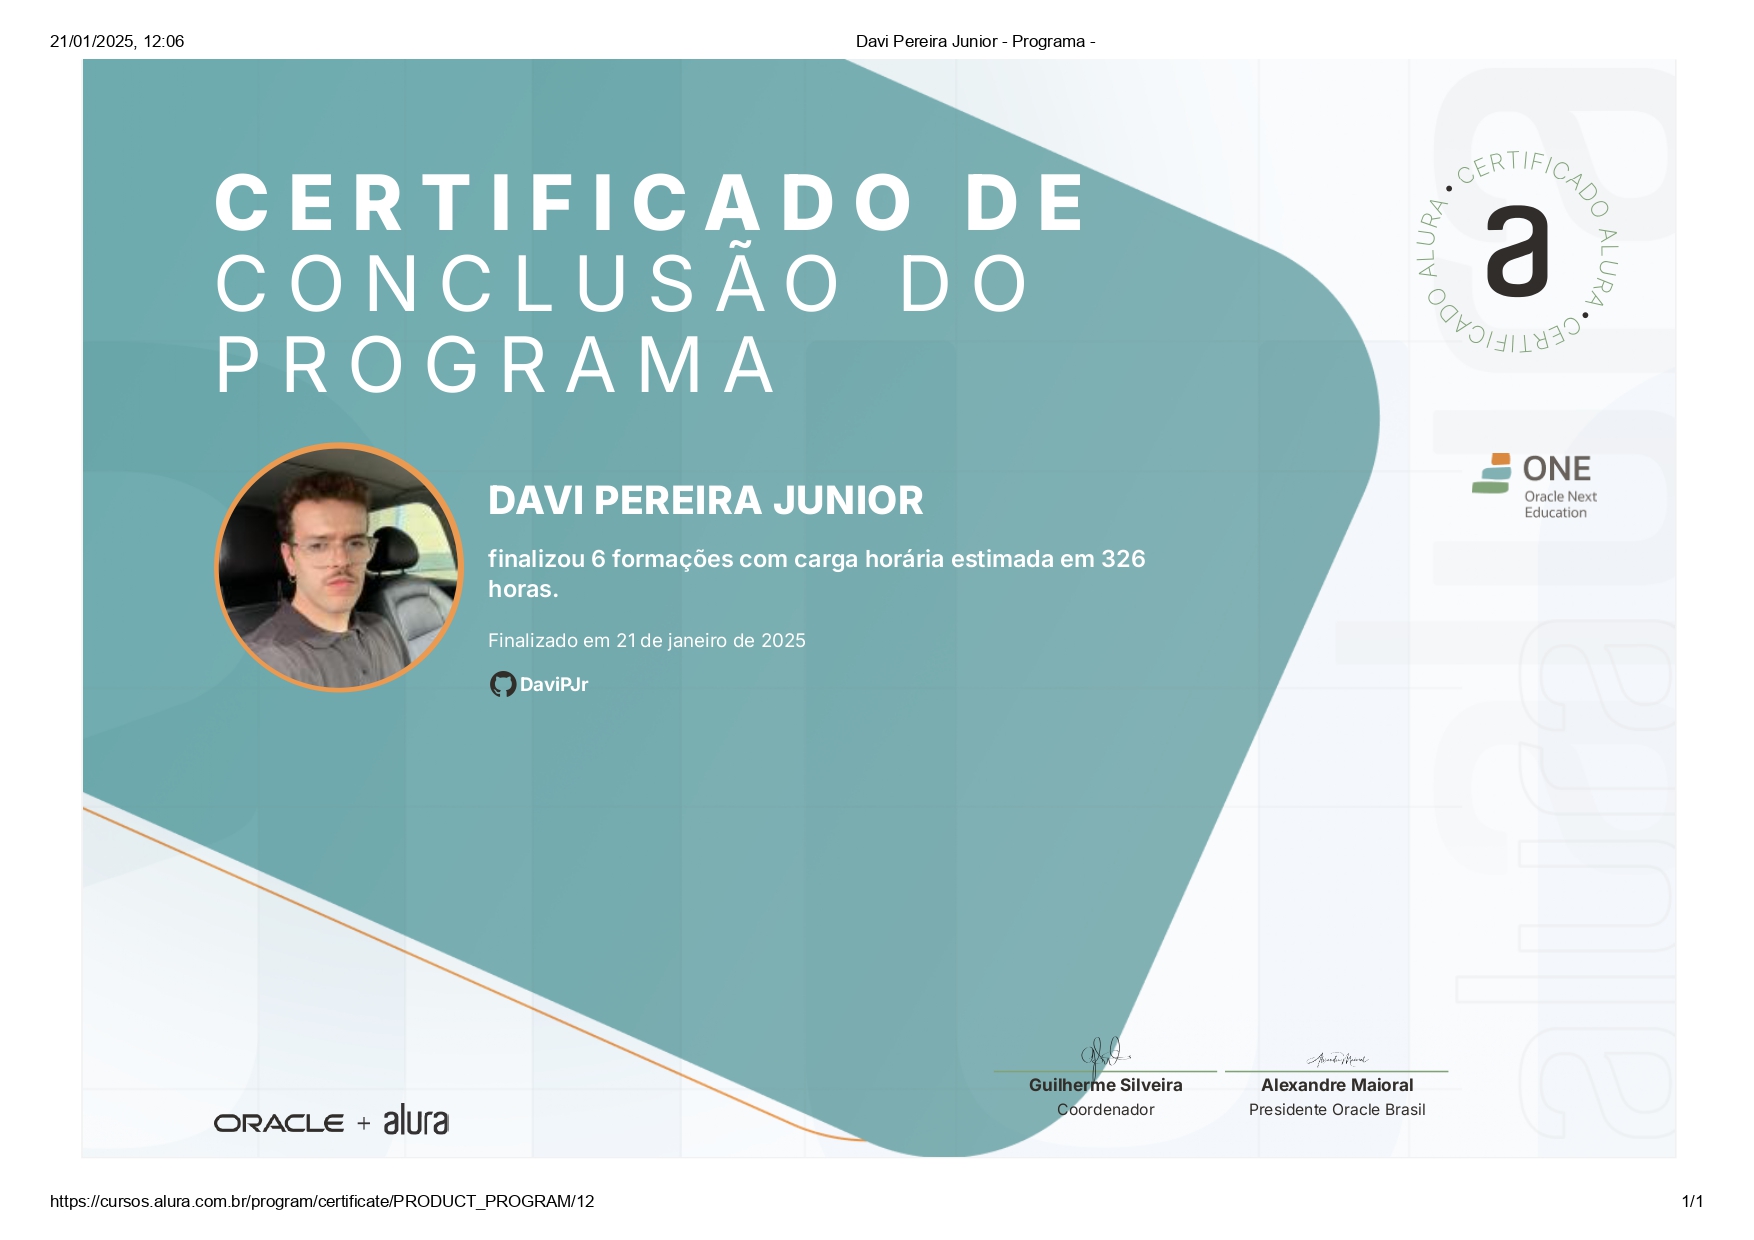 21/01/2025, 12:06
Davi Pereira Junior - Programa -
CERTIFICADO DE
CONCLUSÃO DO
PROGRAMA
• CERTIFICADO ALURA • CERTIFICADO ALURA
a
ONE
Oracle Next
Education
DAVI PEREIRA JUNIOR
finalizou 6 formações com carga horária estimada em 326
horas.
Finalizado em 21 de janeiro de 2025
DaviPJr
alura
alura
Guilherme Silveira
Coordenador
Alexandre Maioral
Presidente Oracle Brasil
ORACLE + alura
https://cursos.alura.com.br/program/certificate/PRODUCT_PROGRAM/12
1/1